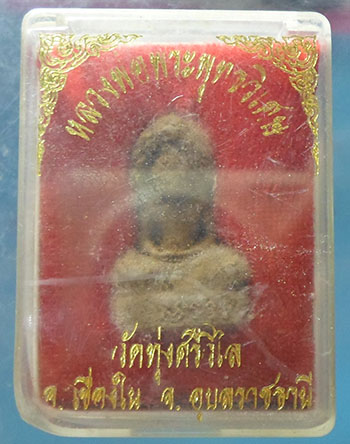 หลวงพ่อพระพุทธวิเศษ
วัดทุ่งศรีวิไล
อ. เขื่องใน จ. อุบลราชธานี